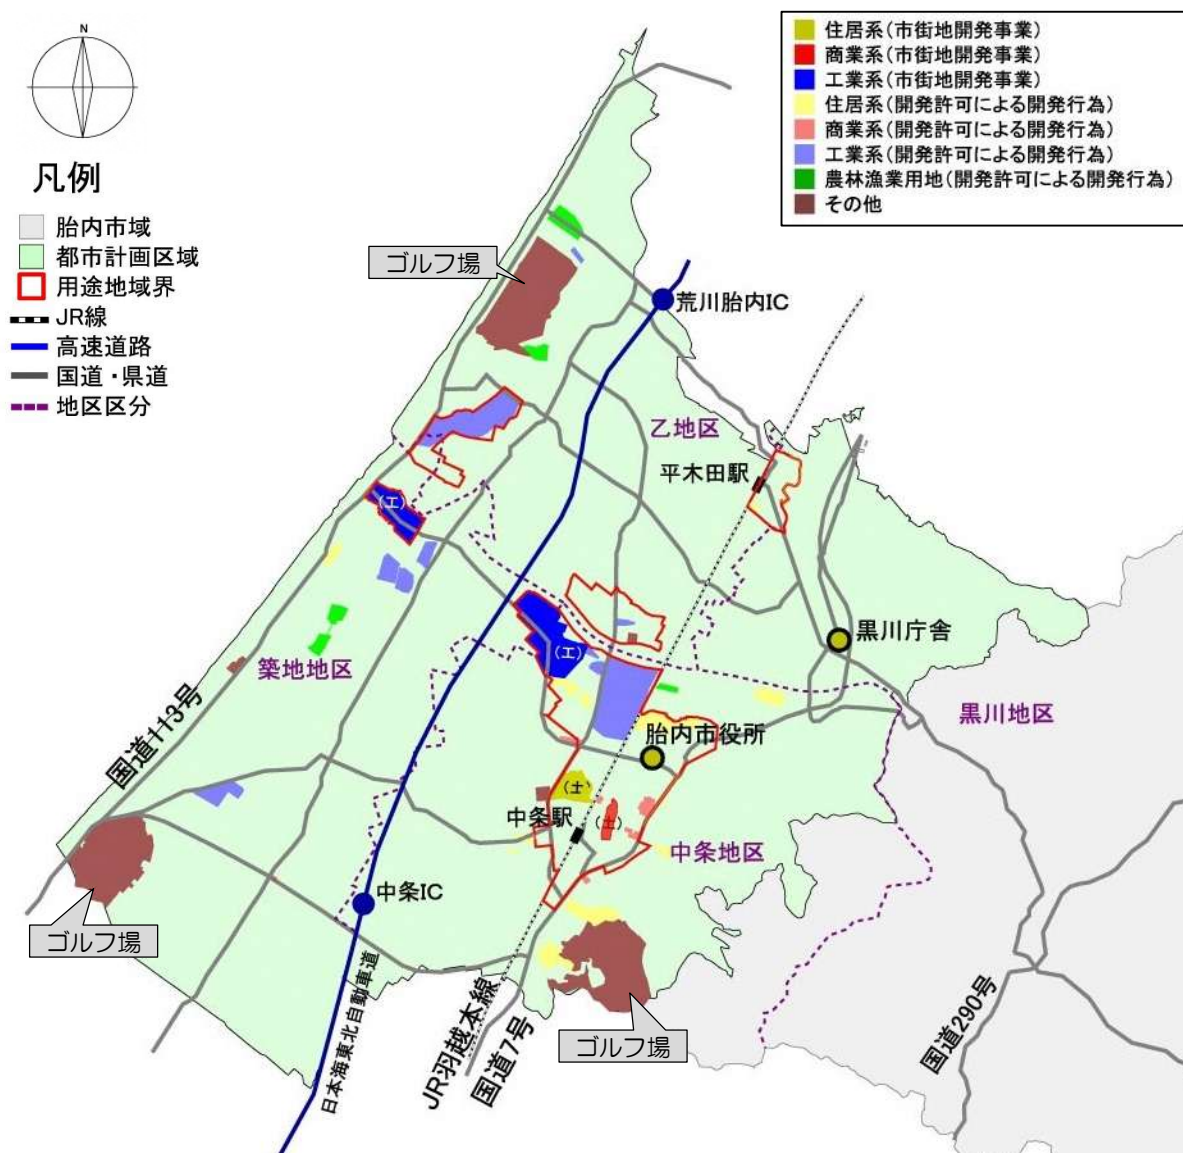 N
凡例
胎内市域
都市計画区域
用途地域界
JR線
高速道路
国道・県道
地区区分
住居系(市街地開発事業)
商業系(市街地開発事業)
工業系(市街地開発事業)
住居系(開発許可による開発行為)
商業系(開発許可による開発行為)
工業系(開発許可による開発行為)
農林漁業用地(開発許可による開発行為)
その他
ゴルフ場
荒川胎内IC
乙地区
平木田駅
(工)
黒川庁舎
(工)
築地地区
黒川地区
国道113号
胎内市役所
(土)
中条駅
(土)
中条地区
中条IC
ゴルフ場
日本海東北自動車道
JR羽越本線
国道7号
ゴルフ場
国道290号